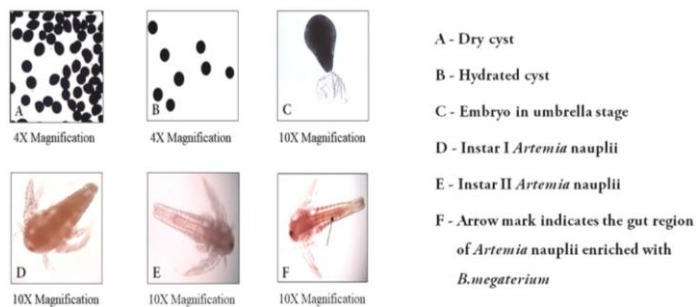 A
B
C
4X Magnification
4X Magnification
10X Magnification
D
E
F
10X Magnification
10X Magnification
10X Magnification
A - Dry cyst
B - Hydrated cyst
C - Embryo in umbrella stage
D - Instar I Artemia nauplii
E - Instar II Artemia nauplii
F - Arrow mark indicates the gut region
of Artemia nauplii enriched with
B.megaterium